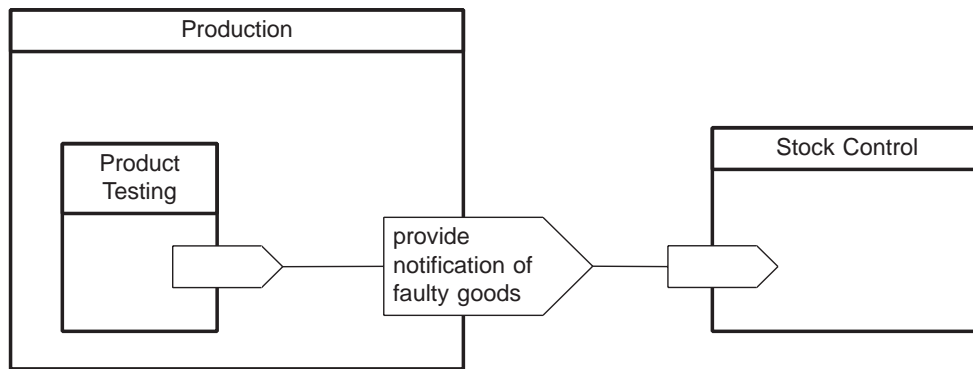 Production
Product
Testing
provide
notification of
faulty goods
Stock Control